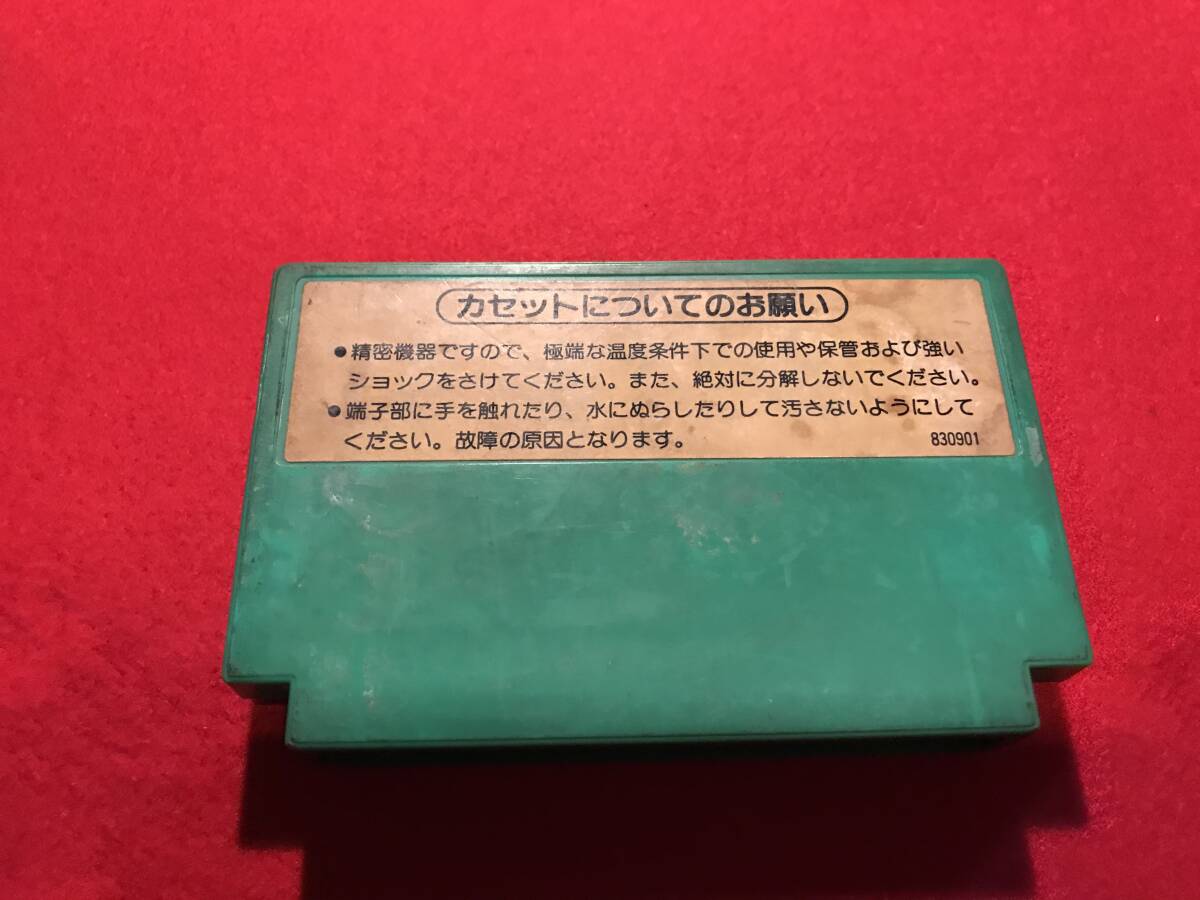 カセットについてのお願い
●精密機器ですので、極端な温度条件下での使用や保管および強い
ショックをさけてください。また、絶対に分解しないでください。
●端子部に手を触れたり、水にぬらしたりして汚さないようにして
ください。故障の原因となります。 830901